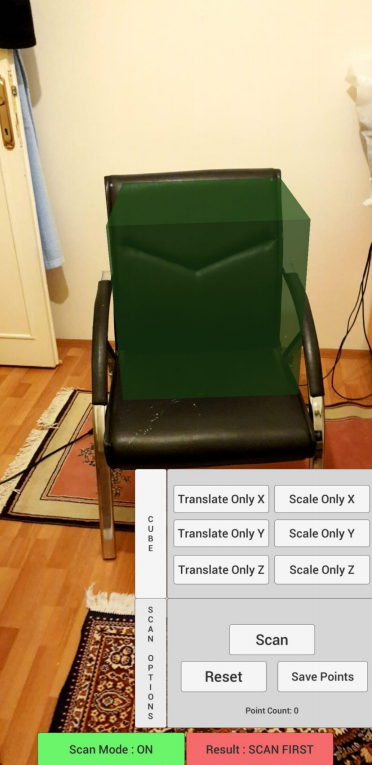 CUBE
Translate Only X
Scale Only X
Translate Only Y
Scale Only Y
Translate Only Z
Scale Only Z
SCAN OPTIONS
Scan
Reset
Save Points
Point Count: 0
Scan Mode : ON
Result : SCAN FIRST